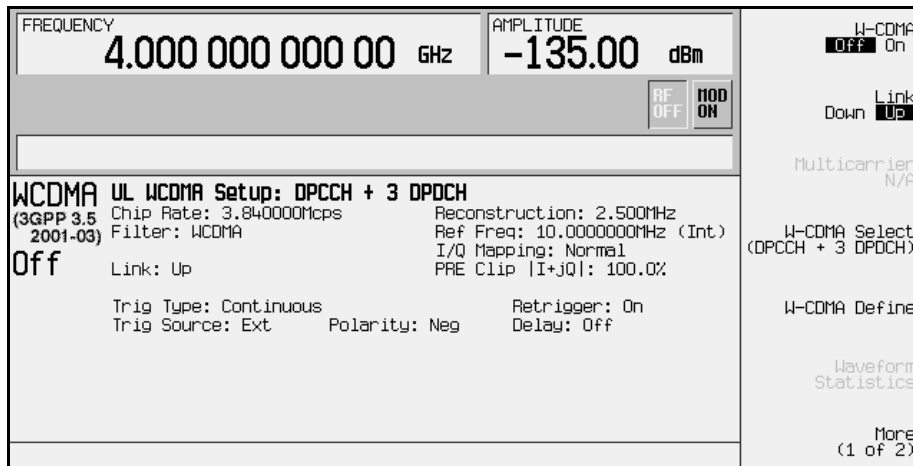 FREQUENCY
4.000 000 000 00 GHz
AMPLITUDE
-135.00 dBm
RF OFF
MOD ON
WCDMA
(3GPP 3.5
2001-03)
Off
UL WCDMA Setup: DPCCH + 3 DPDCH
Chip Rate: 3.840000Mcps
Reconstruction: 2.500MHz
Filter: WCDMA
Ref Freq: 10.0000000MHz (Int)
I/Q Mapping: Normal
Link: Up
PRE Clip |I+jQ|: 100.0%
Trig Type: Continuous
Retrigger: On
Trig Source: Ext
Polarity: Neg
Delay: Off
W-CDMA
Off On
Link
Down Up
Multicarrier
N/A
W-CDMA Select
(DPCCH + 3 DPDCH)
W-CDMA Define
Waveform
Statistics
More
(1 of 2)